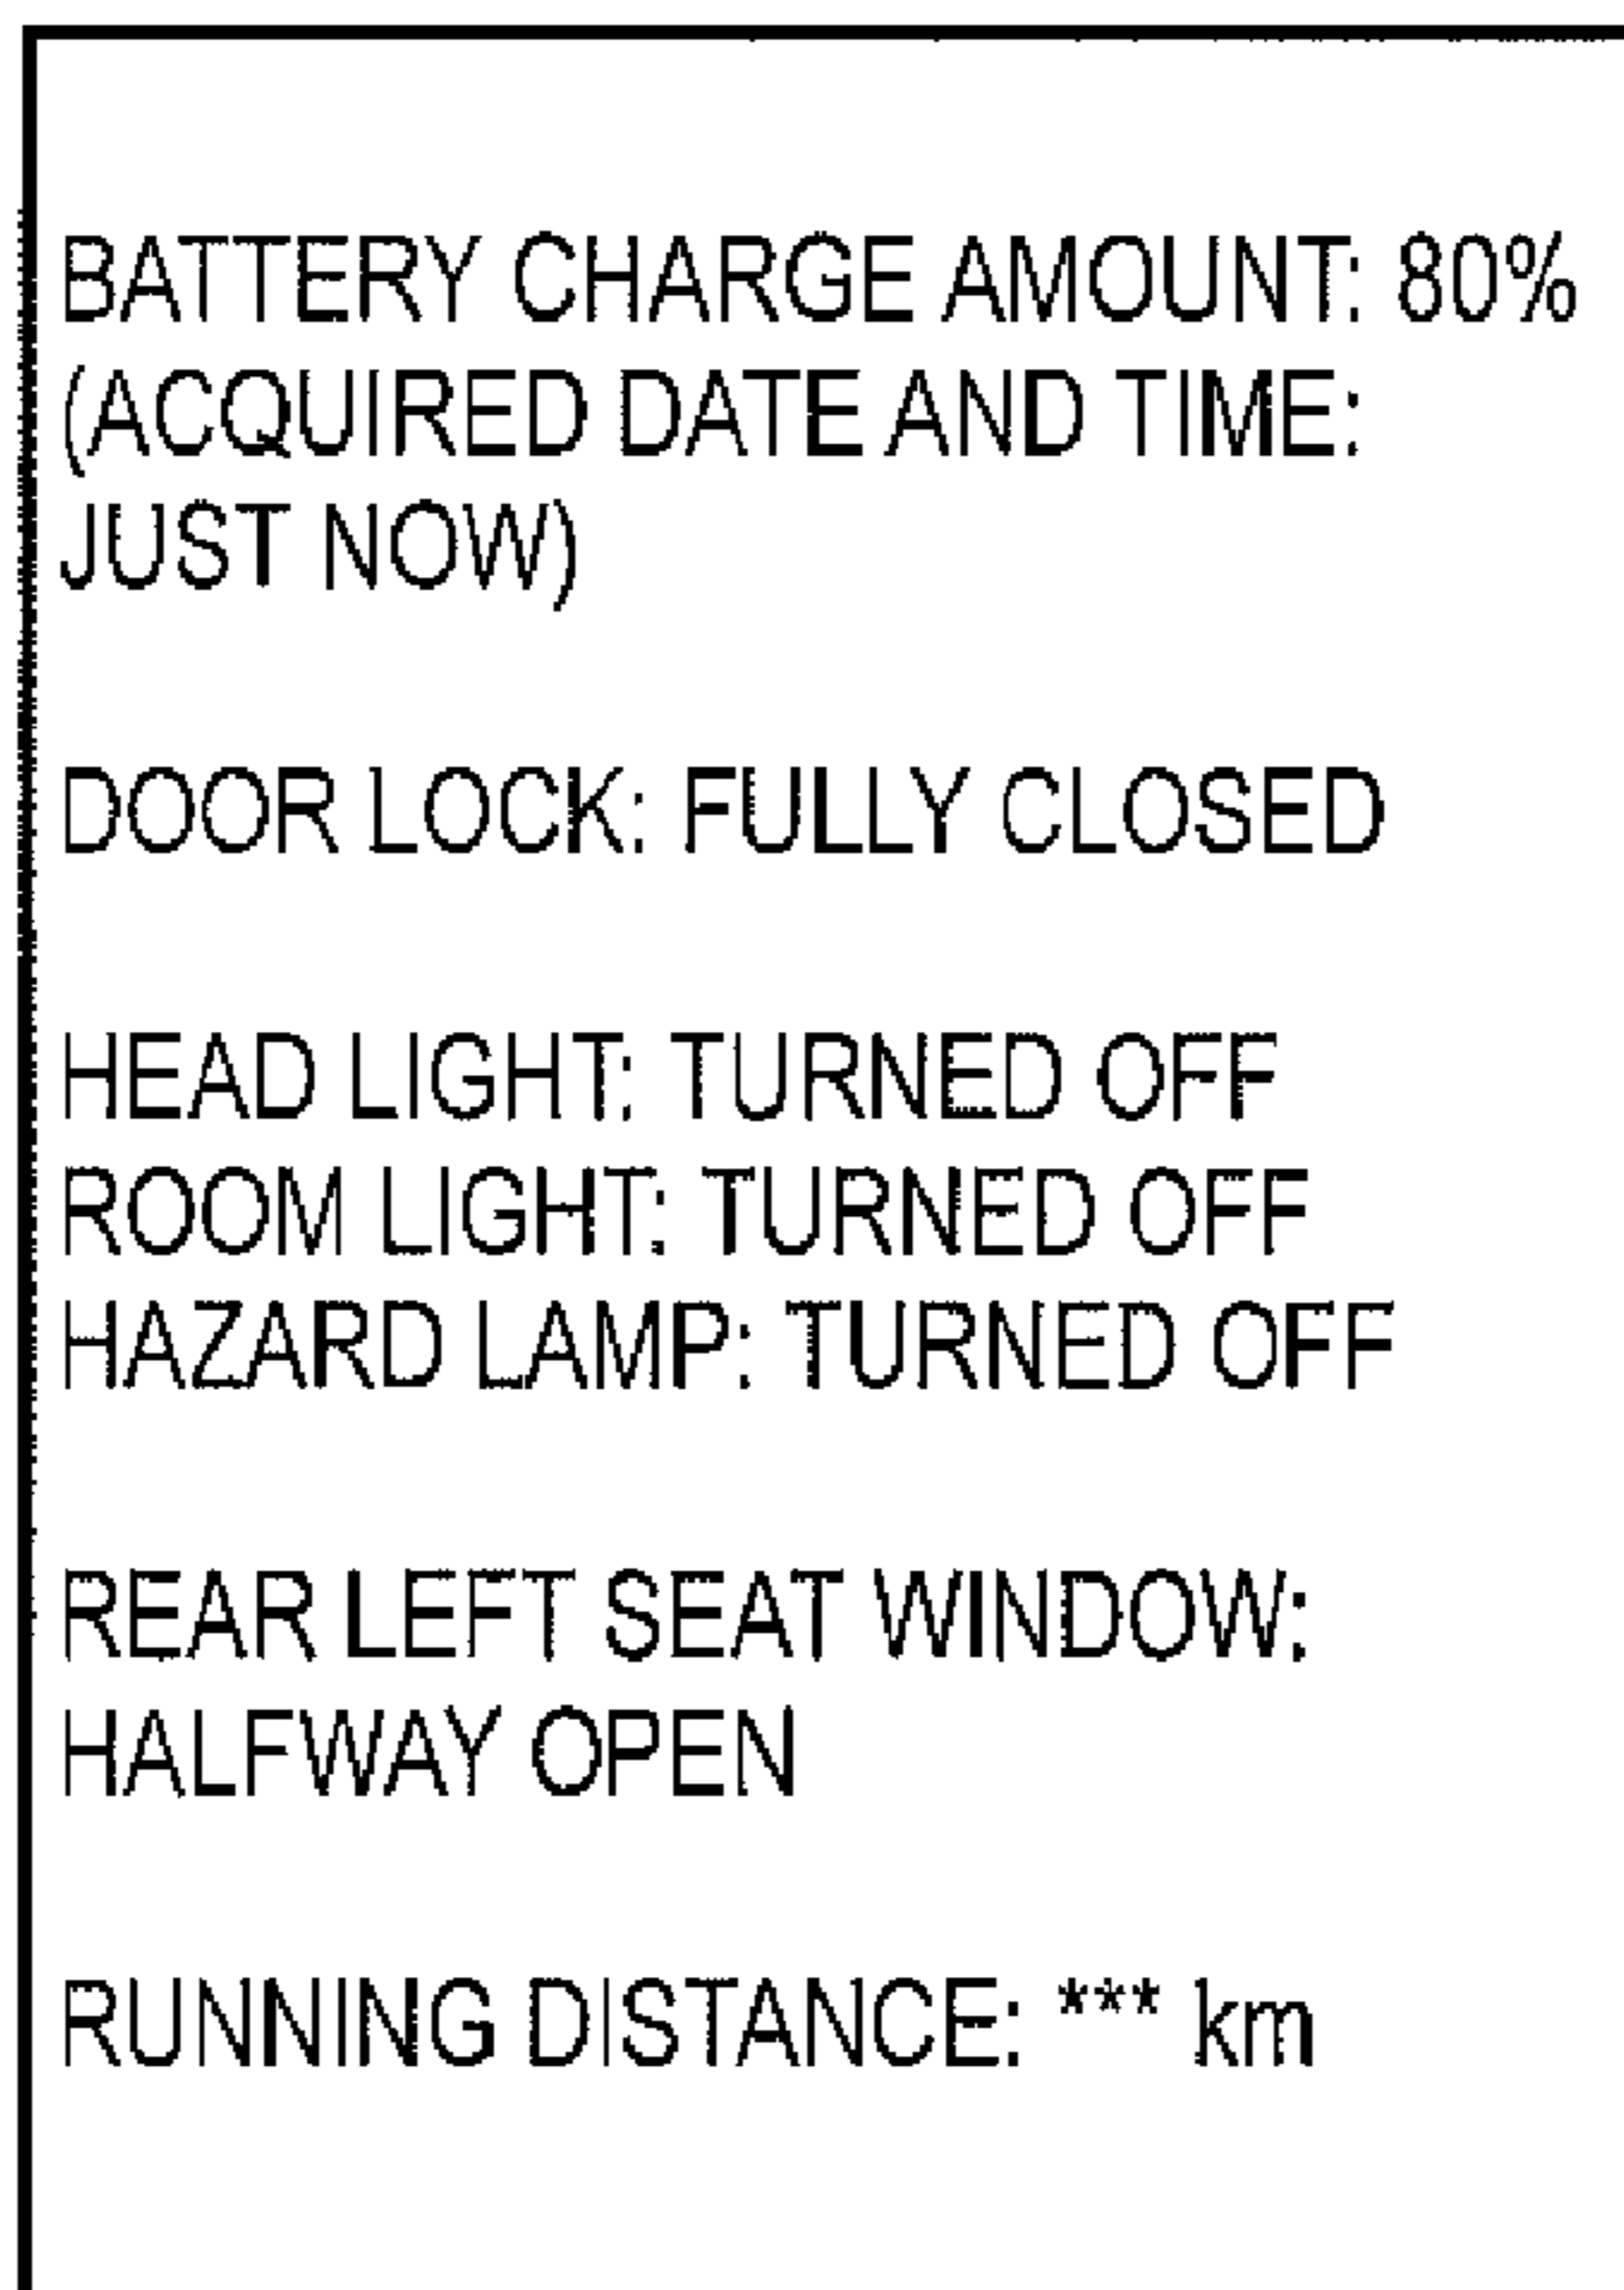 BATTERY CHARGE AMOUNT: 80%
(ACQUIRED DATE AND TIME:
JUST NOW)
DOOR LOCK: FULLY CLOSED
HEAD LIGHT: TURNED OFF
ROOM LIGHT: TURNED OFF
HAZARD LAMP: TURNED OFF
REAR LEFT SEAT WINDOW:
HALFWAY OPEN
RUNNING DISTANCE: *** km